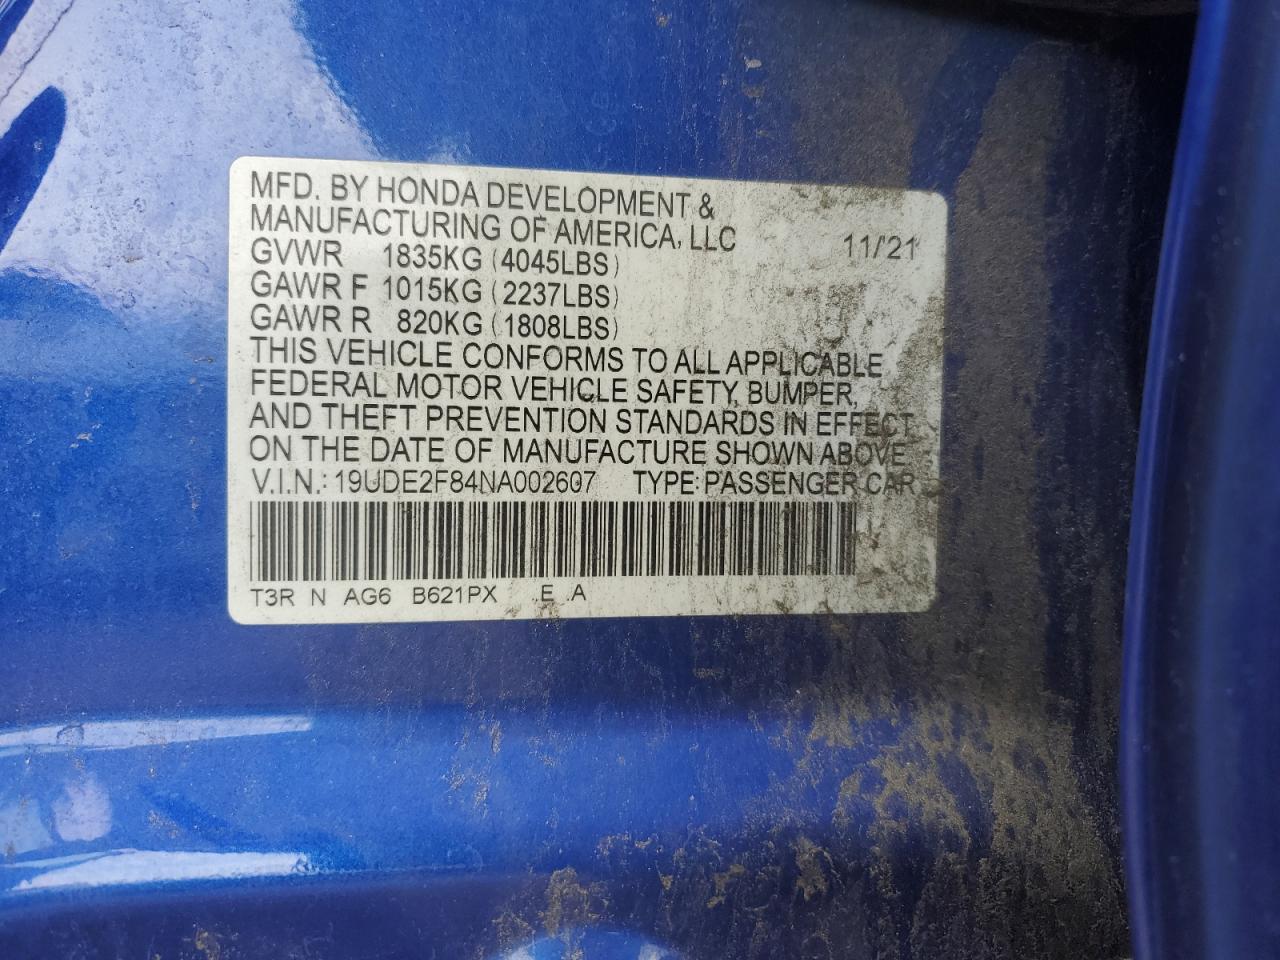 MFD. BY HONDA DEVELOPMENT &
MANUFACTURING OF AMERICA, LLC 11/'21
GVWR 1835KG (4045LBS)
GAWR F 1015KG (2237LBS)
GAWR R 820KG (1808LBS)
THIS VEHICLE CONFORMS TO ALL APPLICABLE
FEDERAL MOTOR VEHICLE SAFETY, BUMPER,
AND THEFT PREVENTION STANDARDS IN EFFECT
ON THE DATE OF MANUFACTURE SHOWN ABOVE
V.I.N.: 19UDE2F84NA002607 TYPE: PASSENGER CAR
T3R N AG6 B621PX E A